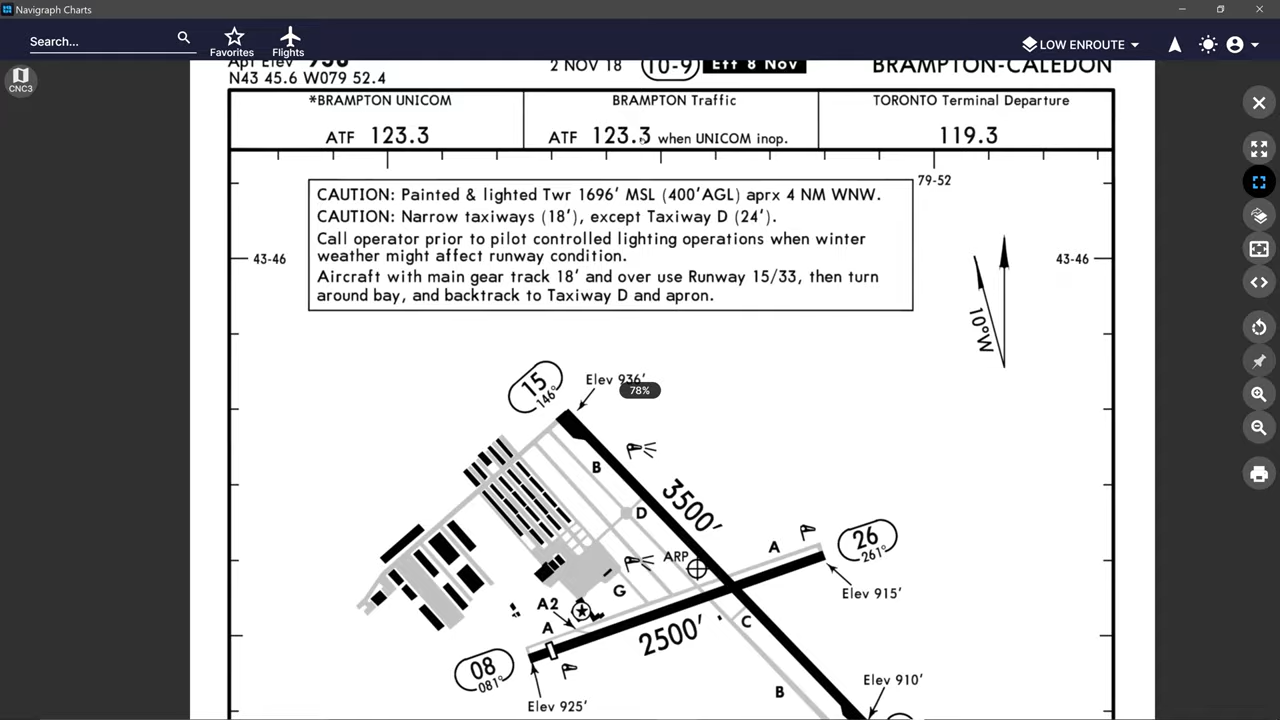 Navigraph Charts
Search...
Favorites
Flights
LOW ENROUTE
CNC3
Apt Elev 936'
N43 45.6 W079 52.4
2 NOV 18
10-9
Eff 8 Nov
BRAMPTON-CALEDON
*BRAMPTON UNICOM
ATF 123.3
BRAMPTON Traffic
ATF 123.3 when UNICOM inop.
TORONTO Terminal Departure
119.3
79-52
CAUTION: Painted & lighted Twr 1696' MSL (400'AGL) aprx 4 NM WNW.
CAUTION: Narrow taxiways (18'), except Taxiway D (24').
Call operator prior to pilot controlled lighting operations when winter
weather might affect runway condition.
Aircraft with main gear track 18' and over use Runway 15/33, then turn
around bay, and backtrack to Taxiway D and apron.
43-46
43-46
10°W
15
146°
Elev 936'
78%
B
3500'
D
ARP
A
26
261°
Elev 915'
G
A2
A
2500'
C
08
081°
Elev 925'
B
Elev 910'